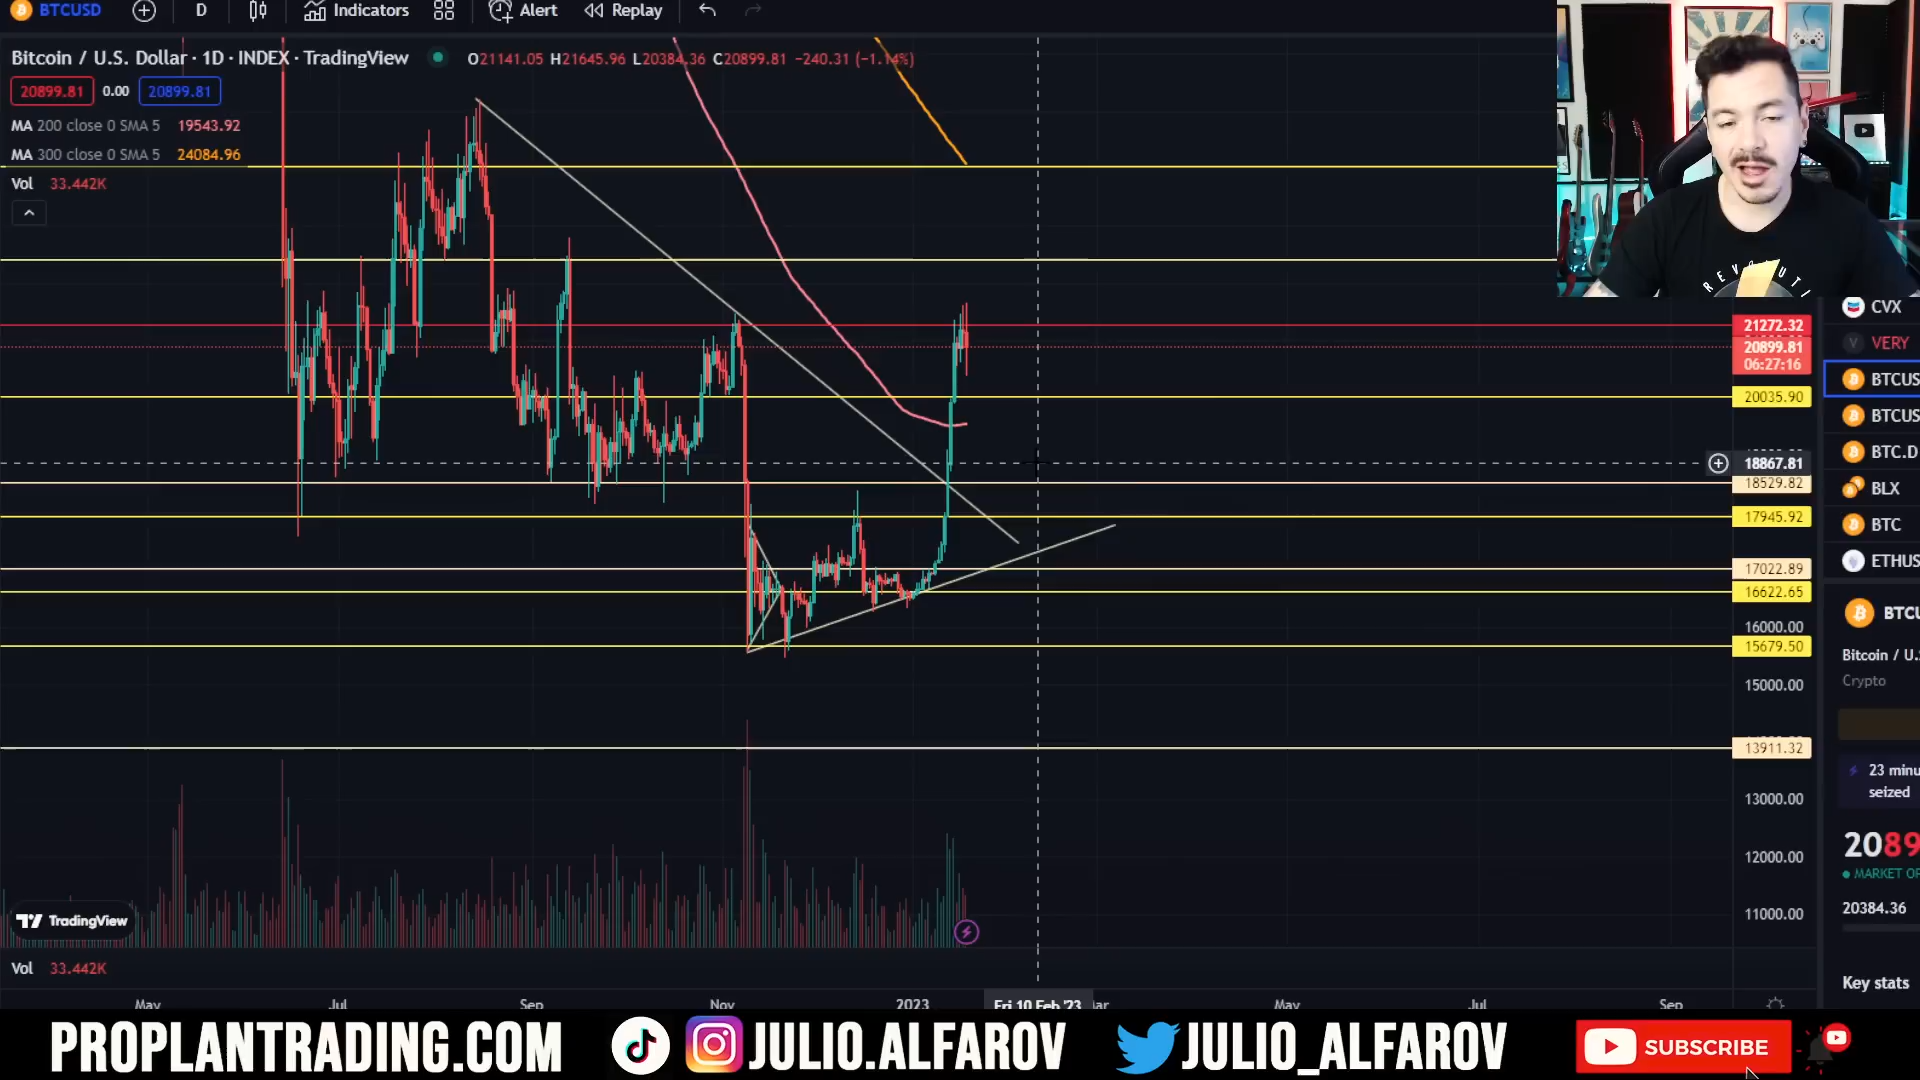 BTCUSD D Indicators Alert Replay
Bitcoin / U.S. Dollar · 1D · INDEX · TradingView O21141.05 H21645.96 L20384.36 C20899.81 −240.31 (−1.14%)
20899.81 0.00 20899.81
MA 200 close 0 SMA 5 19543.92
MA 300 close 0 SMA 5 24084.96
Vol 33.442K
REVOLUTI
CVX
21272.32
VERY
20899.81
06:27:16
BTCUS
20035.90
BTCUS
BTC.D
18867.81
18529.82
BLX
17945.92
BTC
ETHUS
17022.89
16622.65
BTCU
16000.00
15679.50
Bitcoin / U.
Crypto
15000.00
13911.32
23 minu
seized
13000.00
2089
12000.00
MARKET OP
20384.36
11000.00
TradingView
Vol 33.442K
Key stats
May Jul Sep Nov 2023 Fri 10 Feb '23 Mar May Jul Sep
PROPLANTRADING.COM JULIO.ALFAROV JULIO_ALFAROV SUBSCRIBE